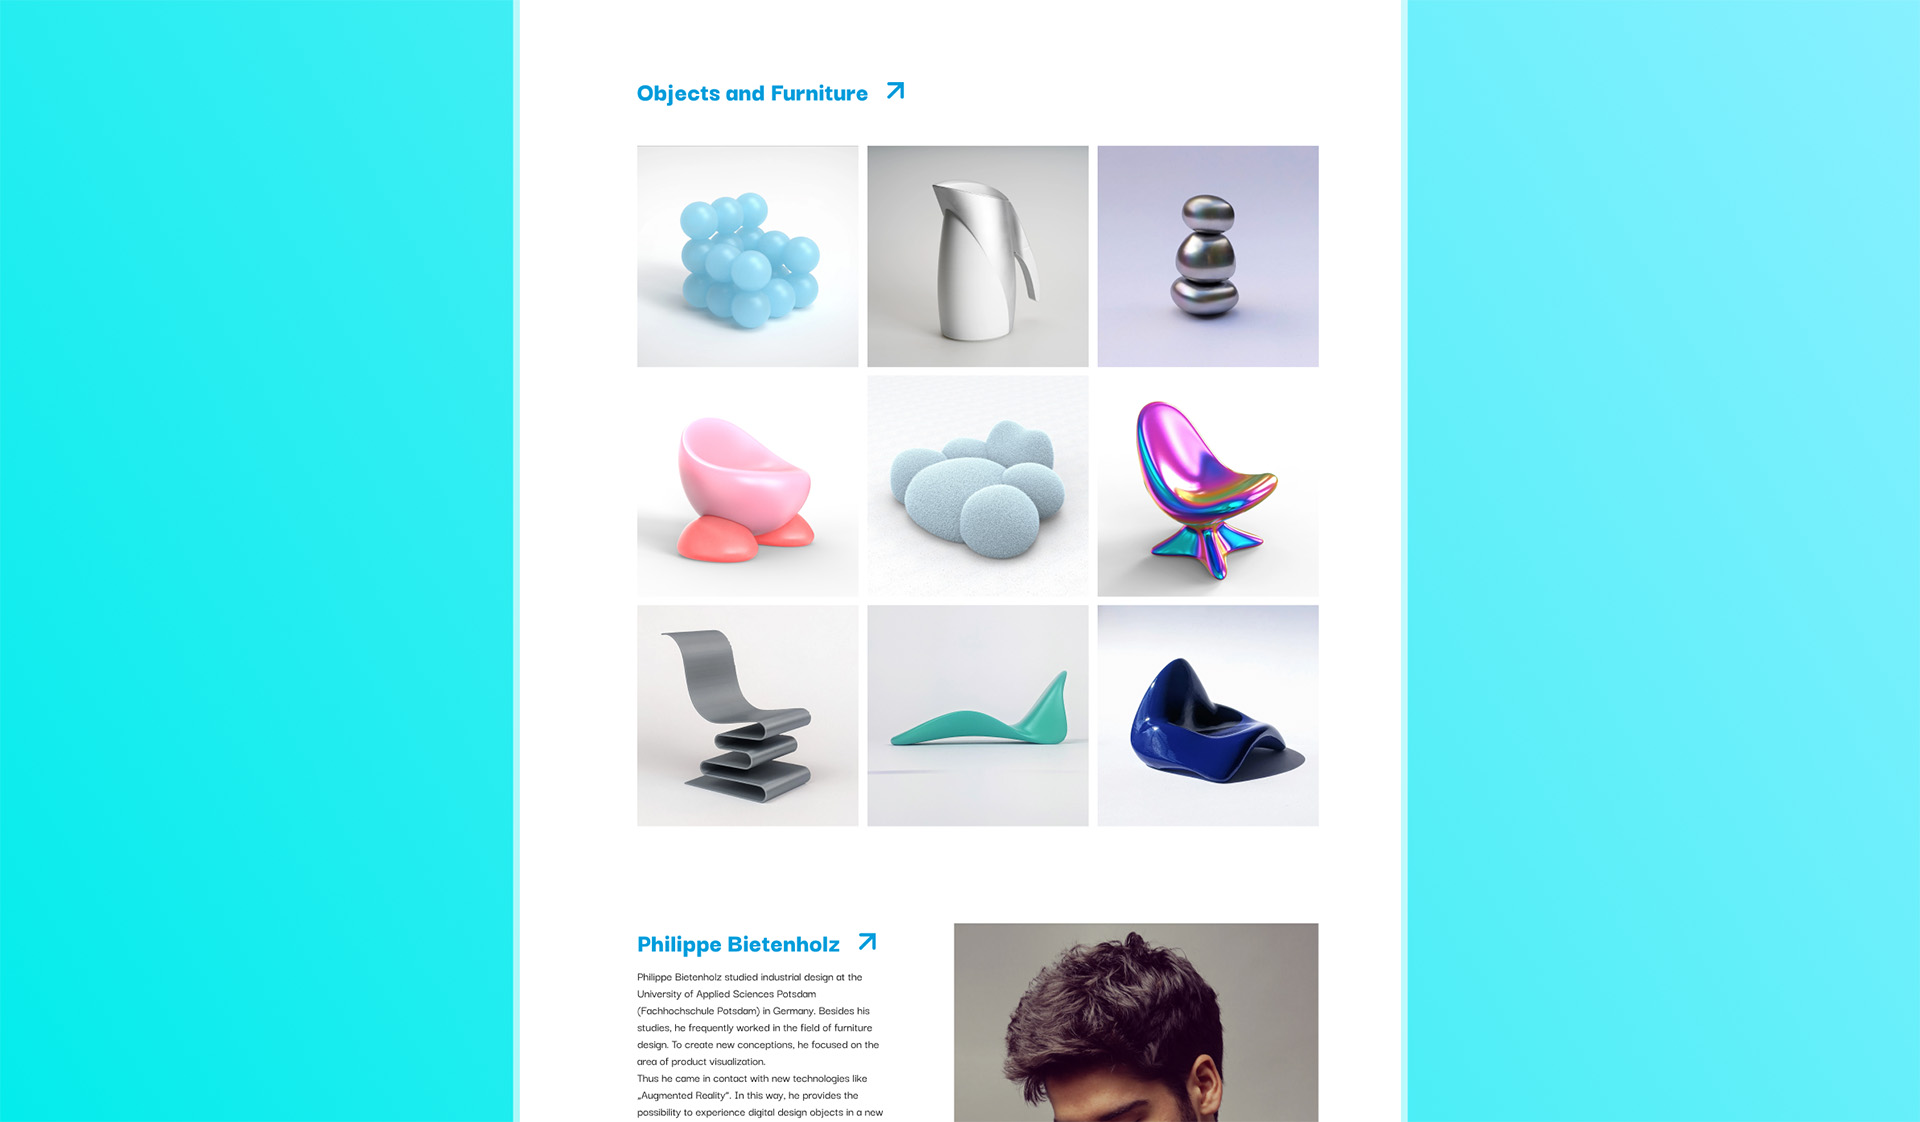 Objects and Furniture
Philippe Bietenholz
Philippe Bietenholz studied industrial design at the
University of Applied Sciences Potsdam
(Fachhochschule Potsdam) in Germany. Besides his
studies, he frequently worked in the field of furniture
design. To create new conceptions, he focused on the
area of product visualization.
Thus he came in contact with new technologies like
„Augmented Reality“. In this way, he provides the
possibility to experience digital design objects in a new